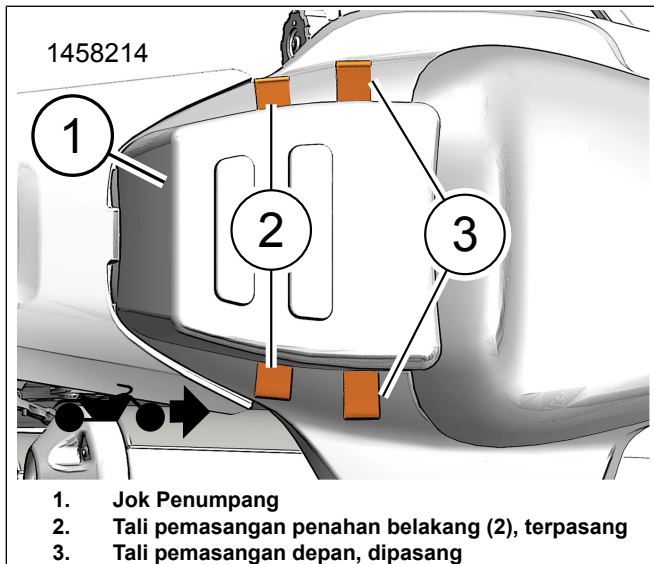 1458214
1
2
3
1. Jok Penumpang
2. Tali pemasangan penahan belakang (2), terpasang
3. Tali pemasangan depan, dipasang